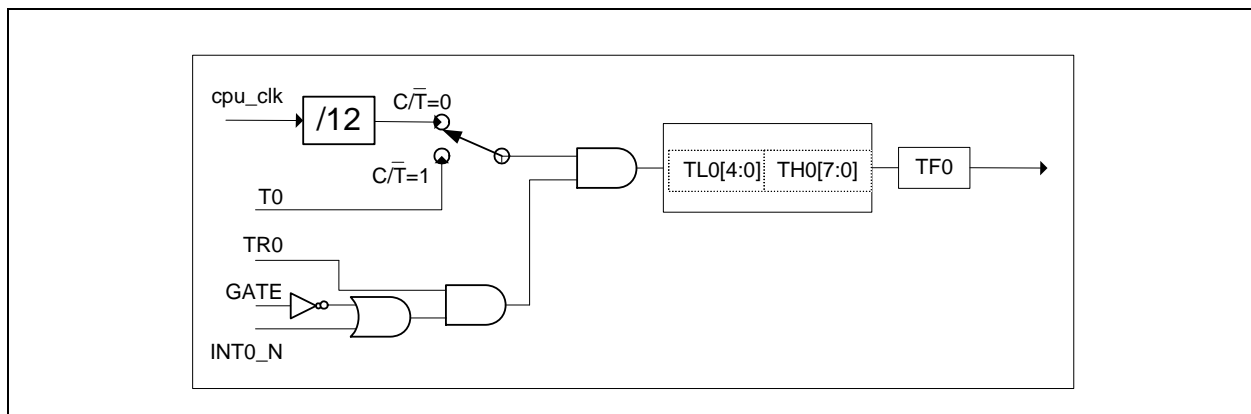 cpu_clk
/12
C/T̅=0
C/T̅=1
T0
TL0[4:0] TH0[7:0]
TF0
TR0
GATE
INT0_N